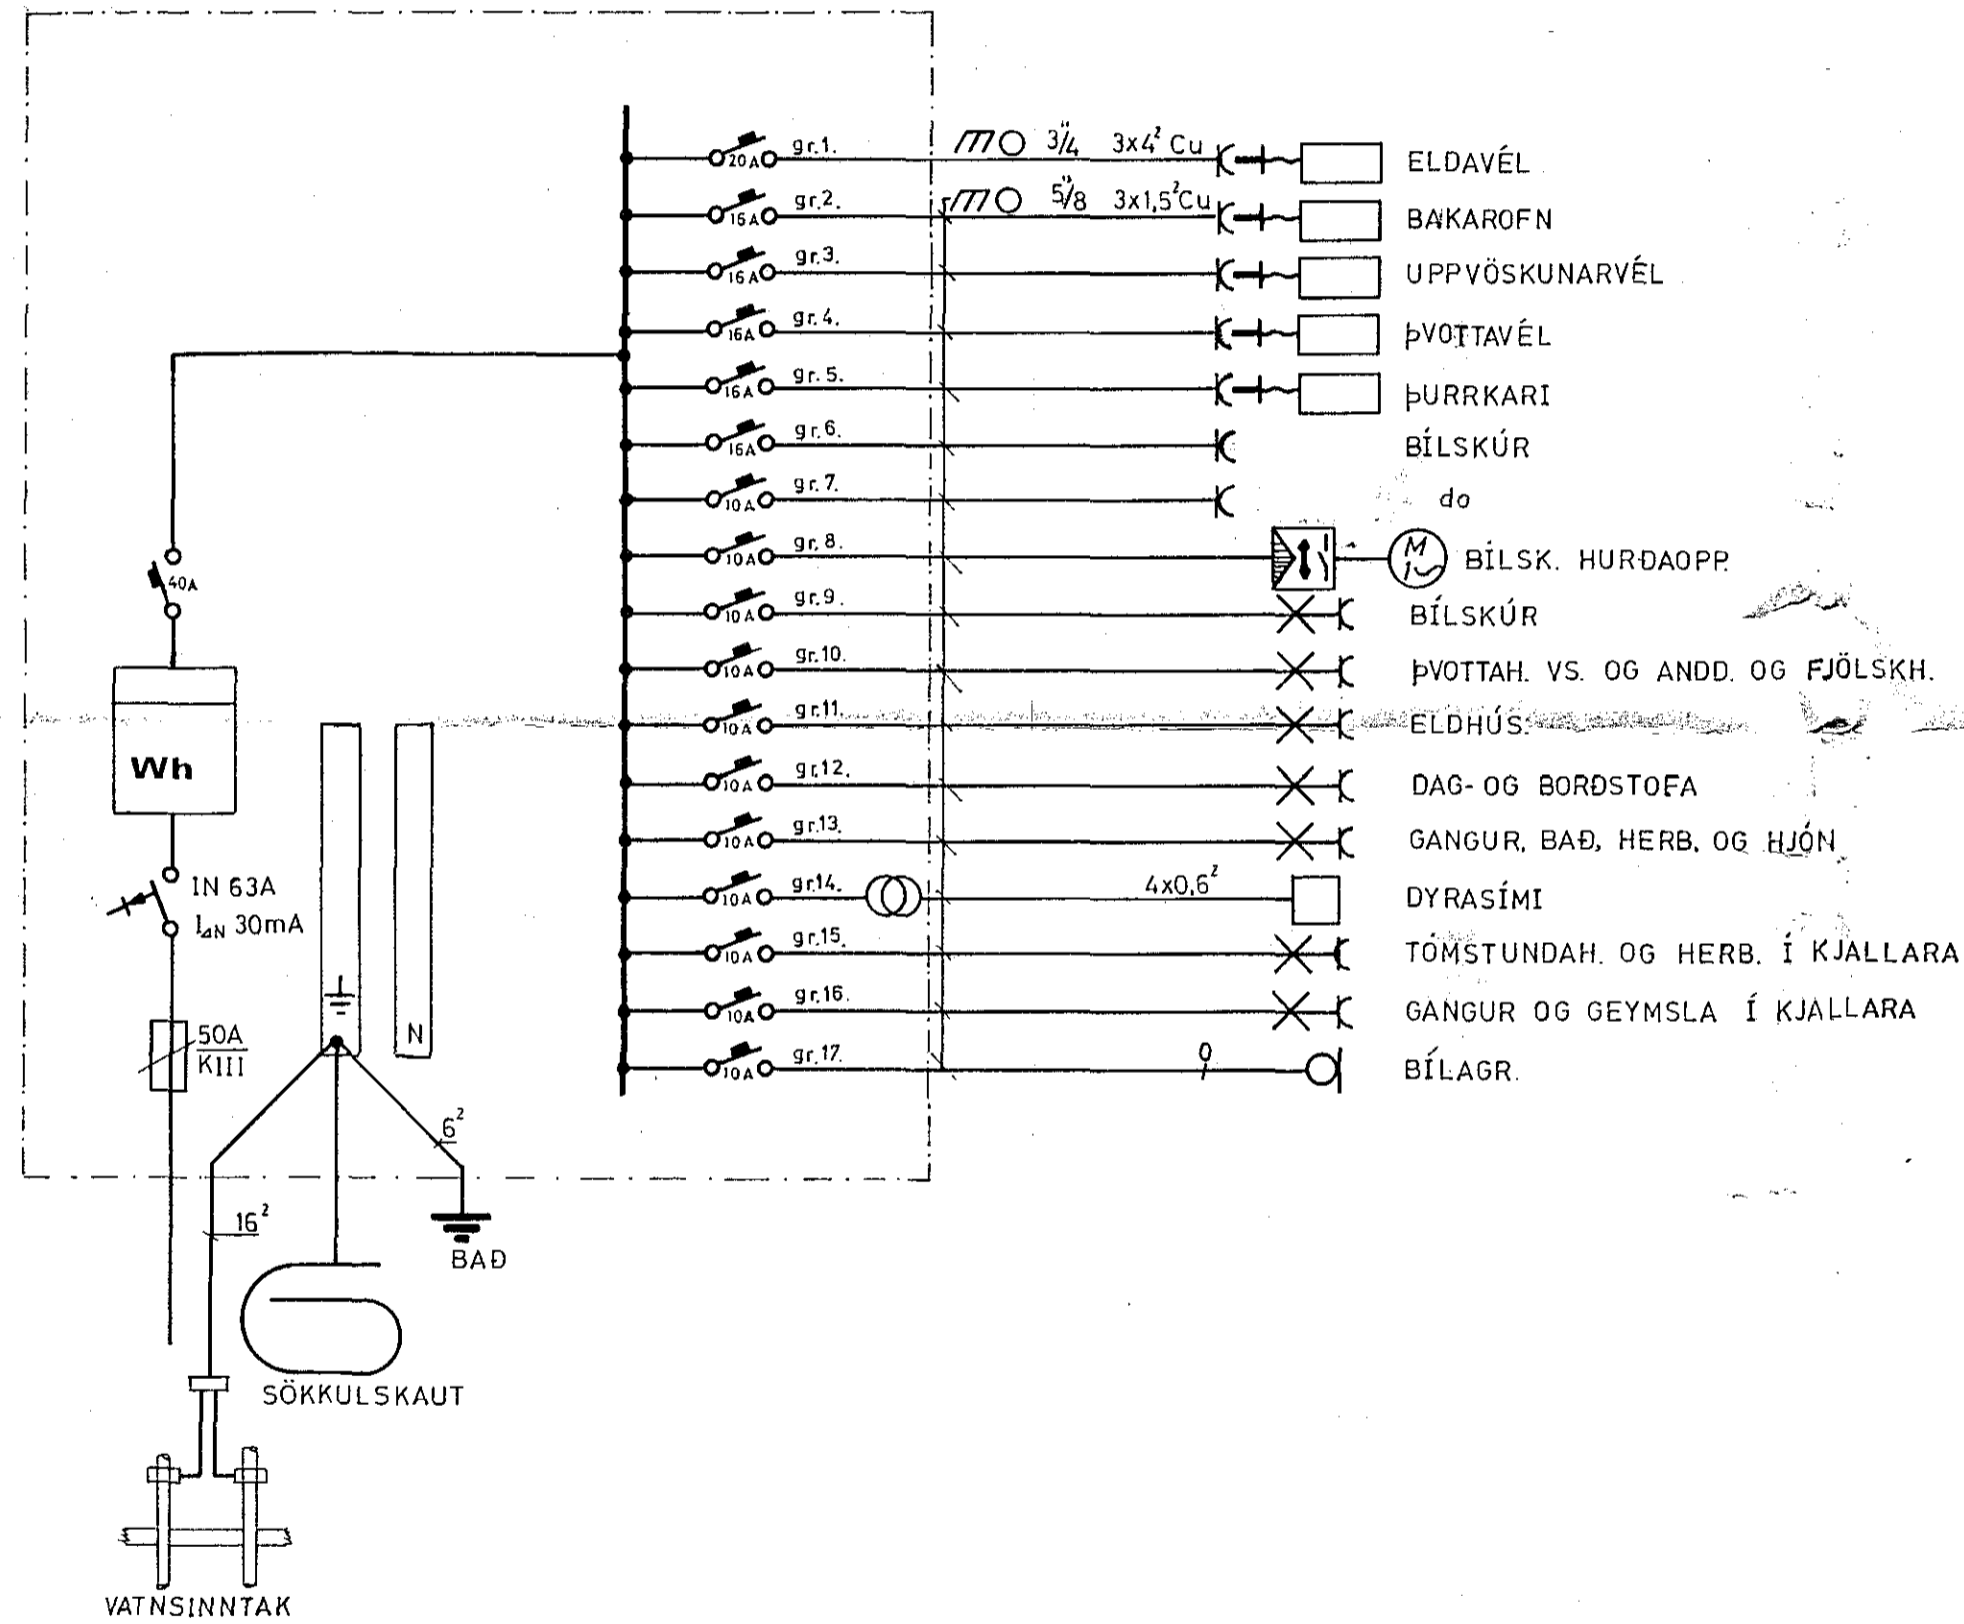 20A gr.1. 3/4" 3x4² Cu ELDAVÉL
16A gr.2. 5/8" 3x1,5² Cu BAKAROFN
16A gr.3. UPPVÖSKUNARVÉL
16A gr.4. ÞVOTTAVÉL
16A gr.5. ÞURRKARI
16A gr.6. BÍLSKÚR
10A gr.7. do
10A gr.8. M 1~ BÍLSK. HURÐAOPP.
40A
10A gr.9. BÍLSKÚR
10A gr.10. ÞVOTTAH. VS. OG ANDD. OG FJÖLSKH.
10A gr.11. ELDHÚS.
Wh
10A gr.12. DAG- OG BORÐSTOFA
10A gr.13. GANGUR, BAÐ, HERB. OG HJÓN.
IN 63A
I⊿N 30mA
10A gr.14. 4x0,6² DYRASÍMI
10A gr.15. TÓMSTUNDAH. OG HERB. Í KJALLARA
10A gr.16. GANGUR OG GEYMSLA Í KJALLARA
50A
KIII
N
10A gr.17. 0 BÍLAGR.
6²
16²
BAÐ
SÖKKULSKAUT
VATNSINNTAK